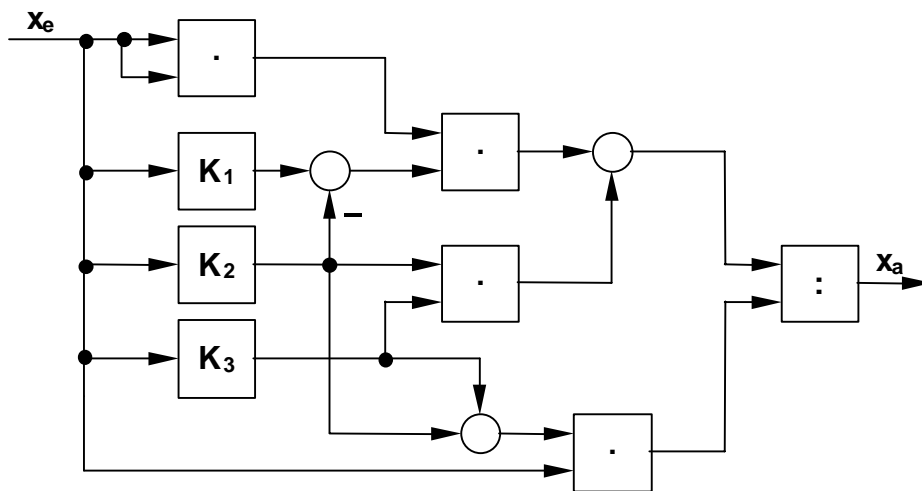 xₑ
·
K₁
·
–
K₂
·
:
xₐ
K₃
·